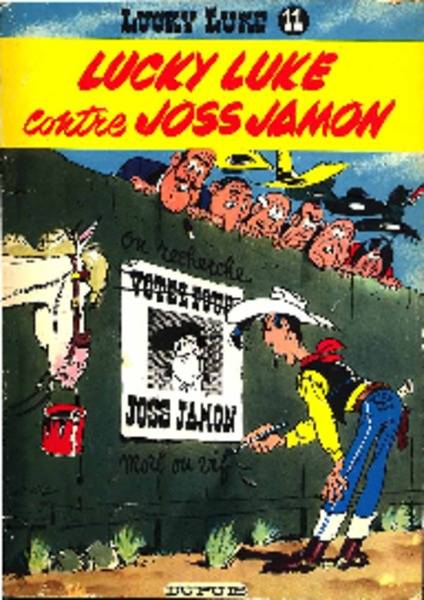 LUCKY LUKE 11
LUCKY LUKE
contre JOSS JAMON
on recherche
VOTEZ POUR
JOSS JAMON
mort ou vif
DUPUIS